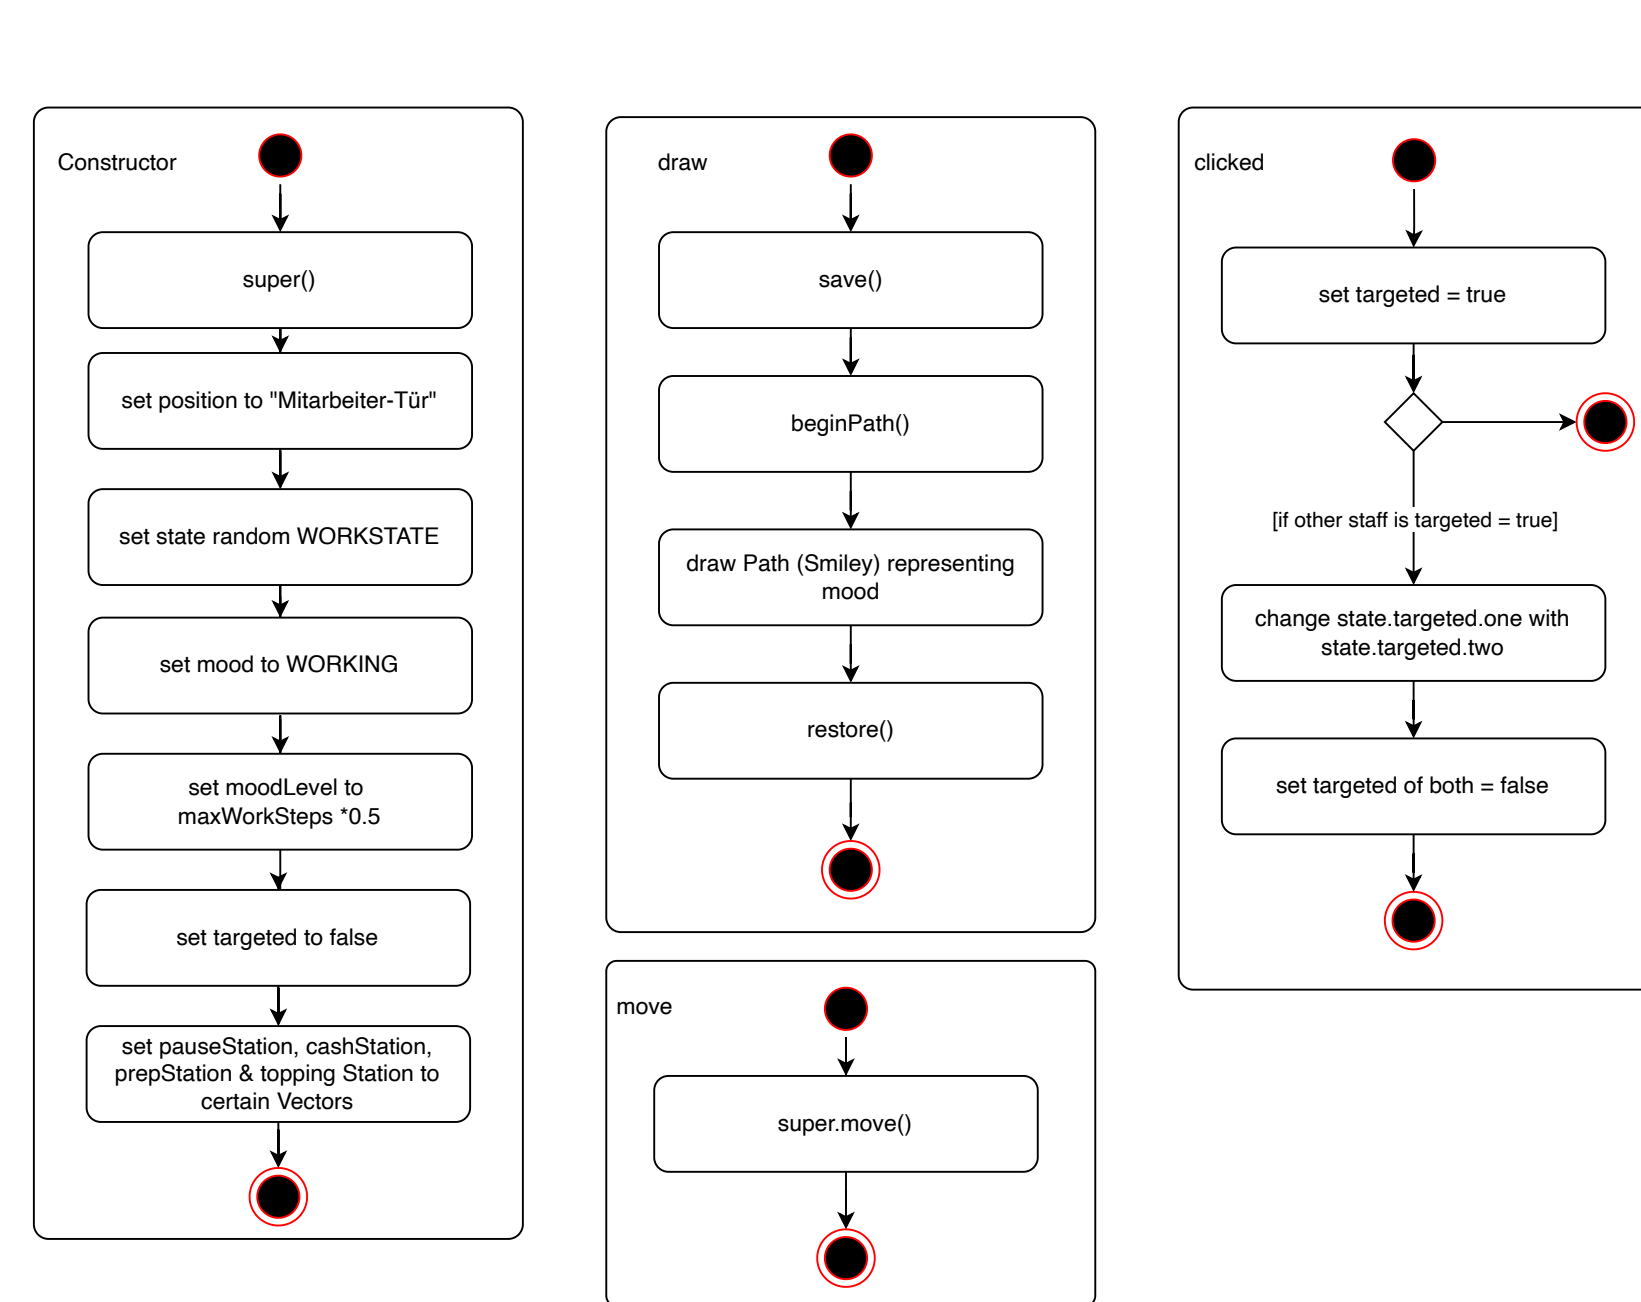 Constructor
super()
set position to "Mitarbeiter-Tür"
set state random WORKSTATE
set mood to WORKING
set moodLevel to
maxWorkSteps *0.5
set targeted to false
set pauseStation, cashStation,
prepStation & topping Station to
certain Vectors
draw
save()
beginPath()
draw Path (Smiley) representing
mood
restore()
move
super.move()
clicked
set targeted = true
[if other staff is targeted = true]
change state.targeted.one with
state.targeted.two
set targeted of both = false